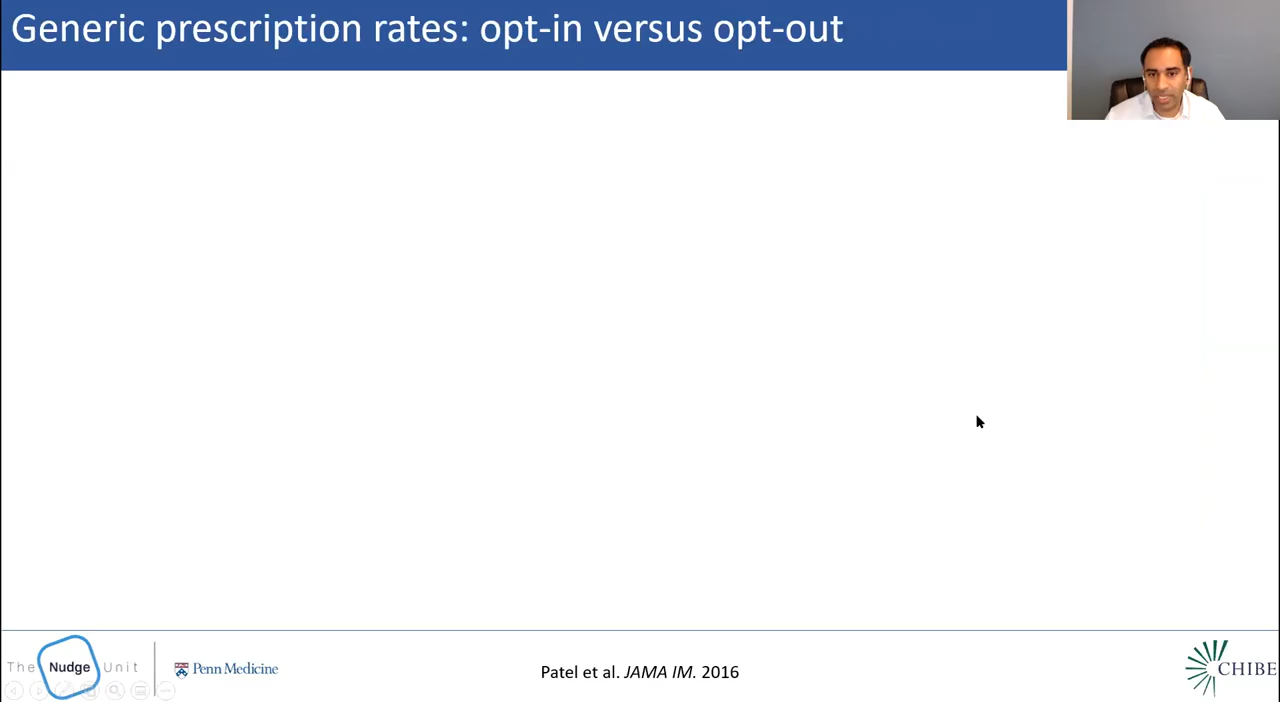 Generic prescription rates: opt-in versus opt-out
The Nudge Unit
Penn Medicine
Patel et al. JAMA IM. 2016
CHIBE